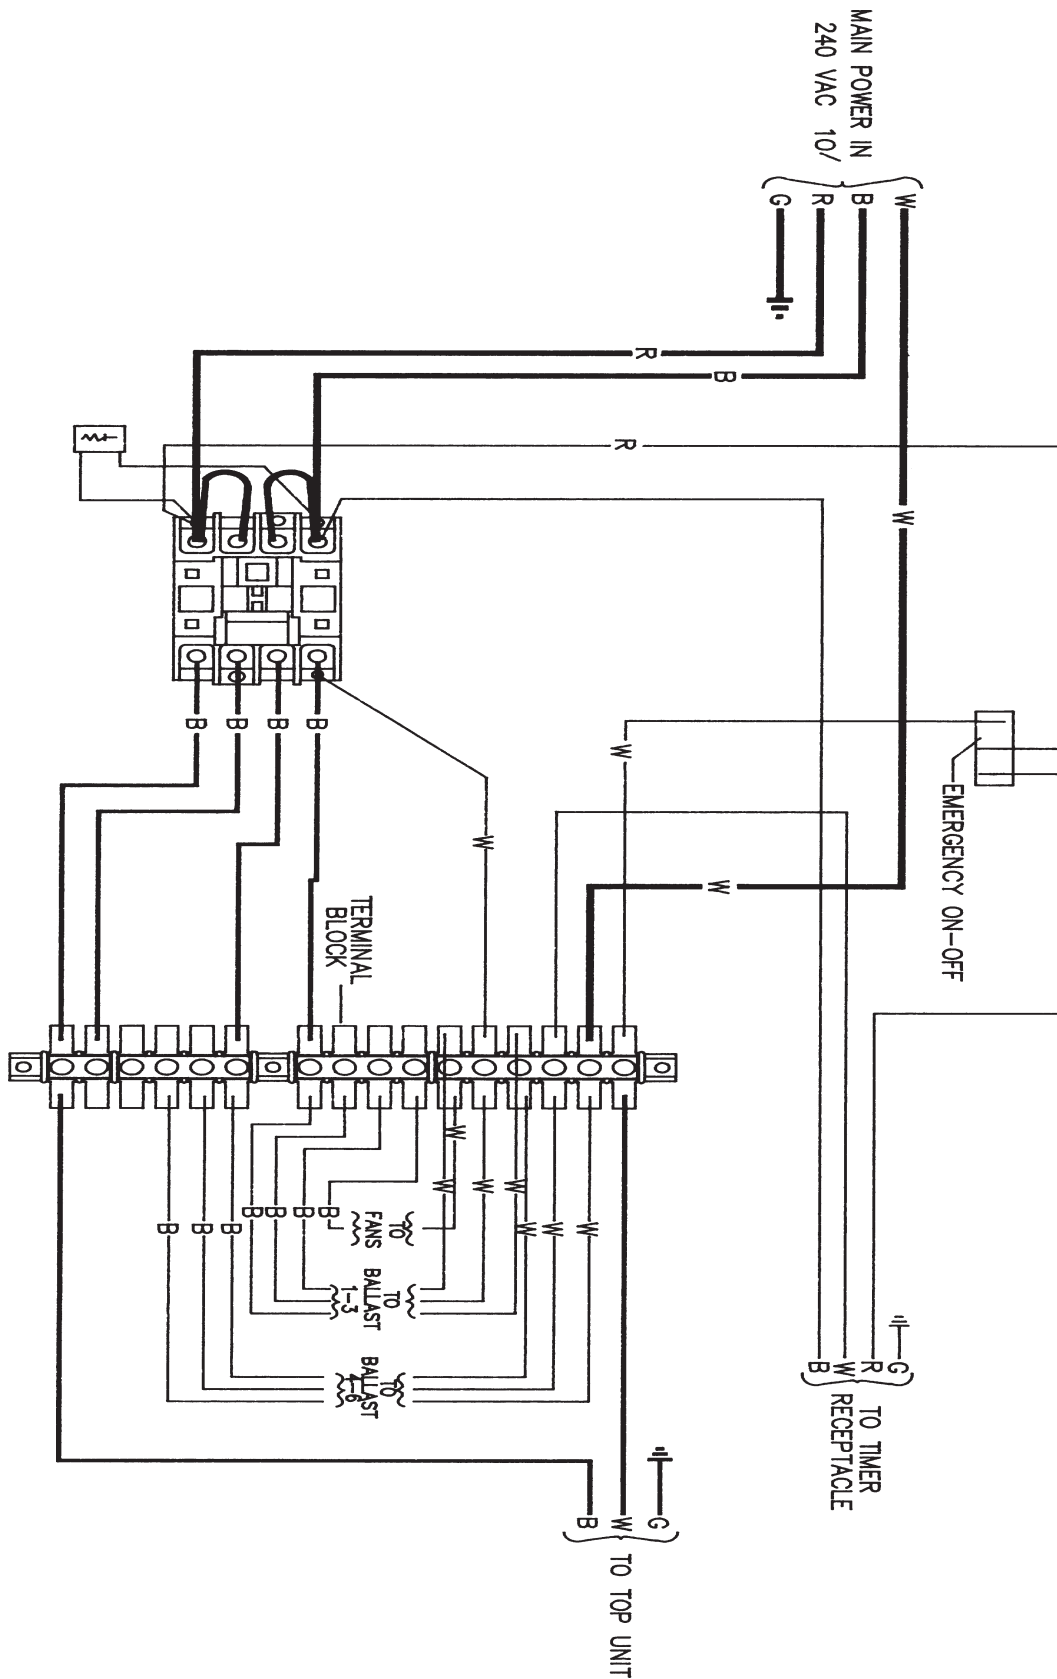 MAIN POWER IN
240 VAC 10/
W
B
R
G
R
B
R
W
B
B
B
B
W
W
W
EMERGENCY ON-OFF
TERMINAL
BLOCK
W
W
W
W
W
W
W
B
B
B
B
B
B
B
TO
FANS
TO
BALLAST
1-3
TO
BALLAST
4-6
G
R
W
B
TO TIMER
RECEPTACLE
G
W
B
TO TOP UNIT